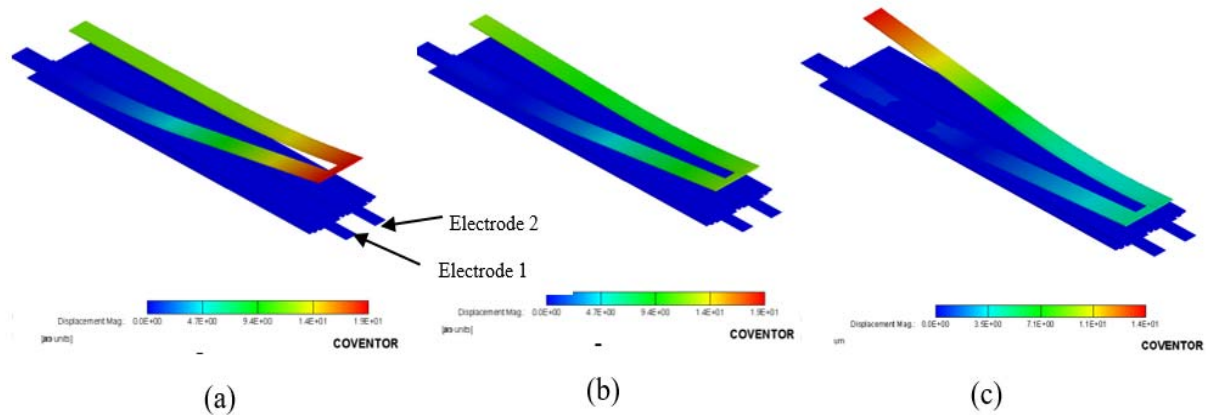 Electrode 2
Electrode 1
Displacement Mag.: 0.0E+00 4.7E+00 9.4E+00 1.4E+01 1.9E+01
COVENTOR
Displacement Mag.: 0.0E+00 4.7E+00 9.4E+00 1.4E+01 1.9E+01
COVENTOR
Displacement Mag.: 0.0E+00 3.5E+00 7.1E+00 1.1E+01 1.4E+01
um
COVENTOR
(a)
(b)
(c)